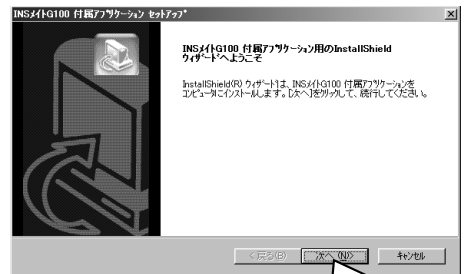 INSﾒｲﾄG100 付属ｱﾌﾟﾘｹｰｼｮﾝ ｾｯﾄｱｯﾌﾟ
INSﾒｲﾄG100 付属ｱﾌﾟﾘｹｰｼｮﾝ用のInstallShield
ｳｨｻﾞｰﾄﾞへようこそ
InstallShield(R) ｳｨｻﾞｰﾄﾞは、INSﾒｲﾄG100 付属ｱﾌﾟﾘｹｰｼｮﾝを
ｺﾝﾋﾟｭｰﾀにｲﾝｽﾄｰﾙします。[次へ]をｸﾘｯｸして、続行してください。
< 戻る(B)
次へ(N)>
ｷｬﾝｾﾙ